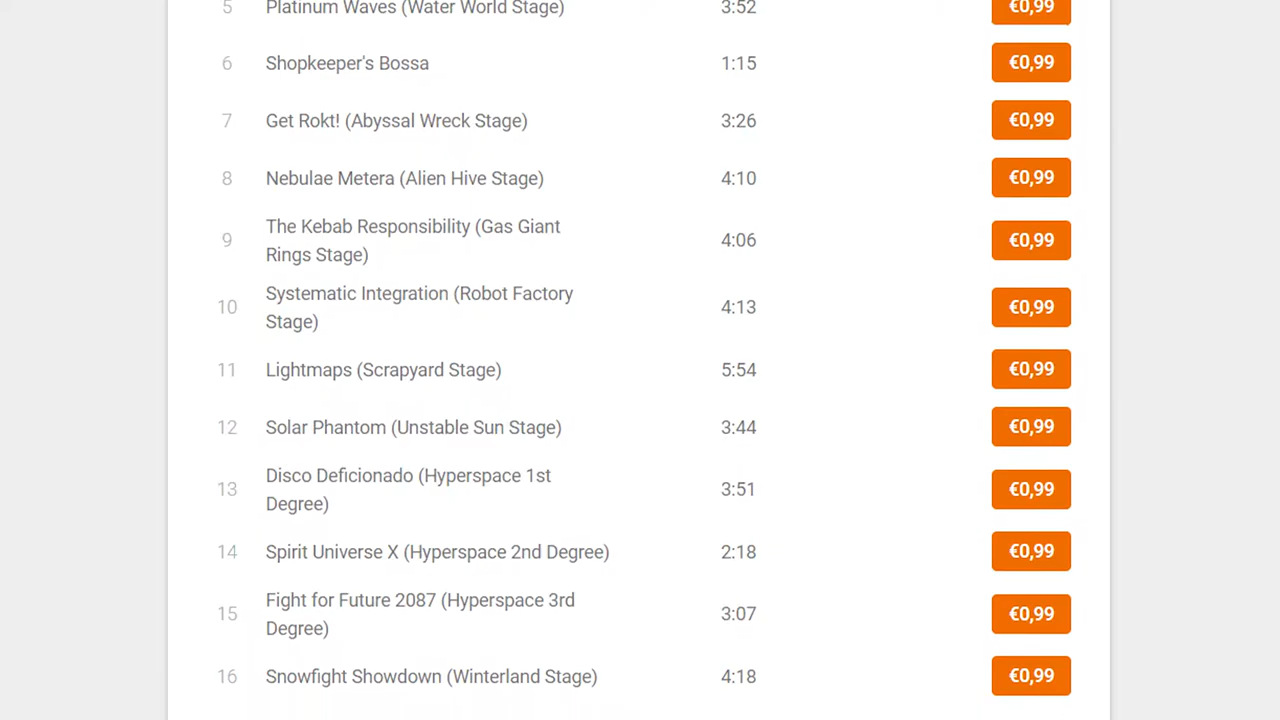 5 Platinum Waves (Water World Stage) 3:52 €0,99
6 Shopkeeper's Bossa 1:15 €0,99
7 Get Rokt! (Abyssal Wreck Stage) 3:26 €0,99
8 Nebulae Metera (Alien Hive Stage) 4:10 €0,99
9 The Kebab Responsibility (Gas Giant
Rings Stage) 4:06 €0,99
10 Systematic Integration (Robot Factory
Stage) 4:13 €0,99
11 Lightmaps (Scrapyard Stage) 5:54 €0,99
12 Solar Phantom (Unstable Sun Stage) 3:44 €0,99
13 Disco Deficionado (Hyperspace 1st
Degree) 3:51 €0,99
14 Spirit Universe X (Hyperspace 2nd Degree) 2:18 €0,99
15 Fight for Future 2087 (Hyperspace 3rd
Degree) 3:07 €0,99
16 Snowfight Showdown (Winterland Stage) 4:18 €0,99